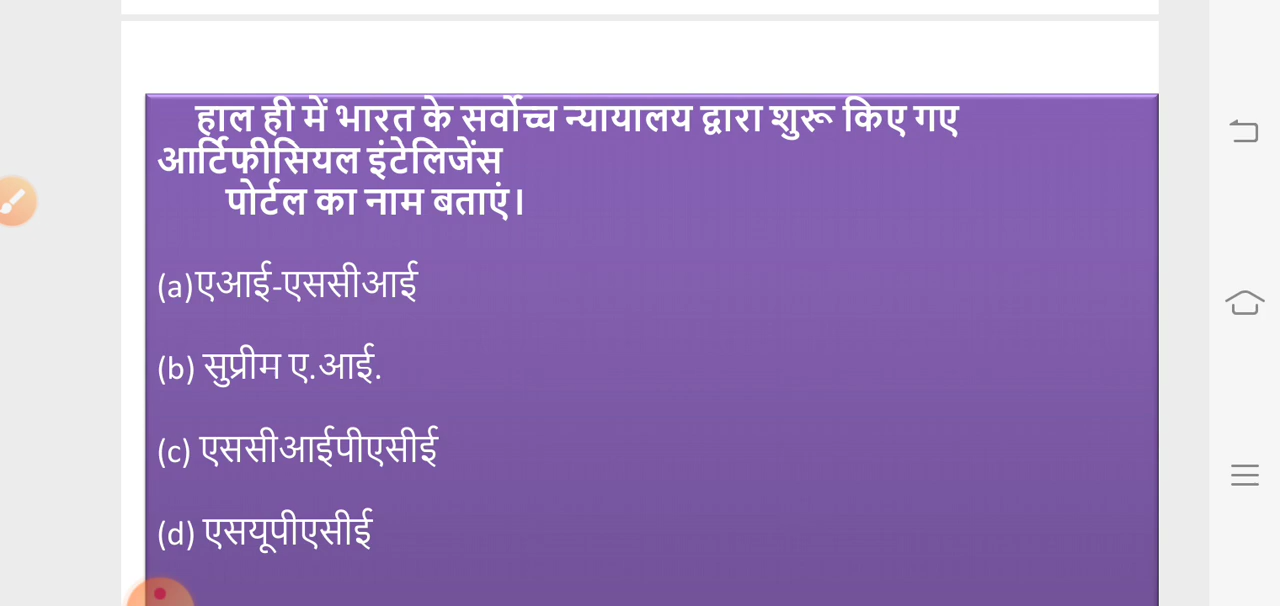 हाल ही में भारत के सर्वोच्च न्यायालय द्वारा शुरू किए गए
आर्टिफीसियल इंटेलिजेंस
पोर्टल का नाम बताएं।
(a)एआई-एससीआई
(b) सुप्रीम ए.आई.
(c) एससीआईपीएसीई
(d) एसयूपीएसीई